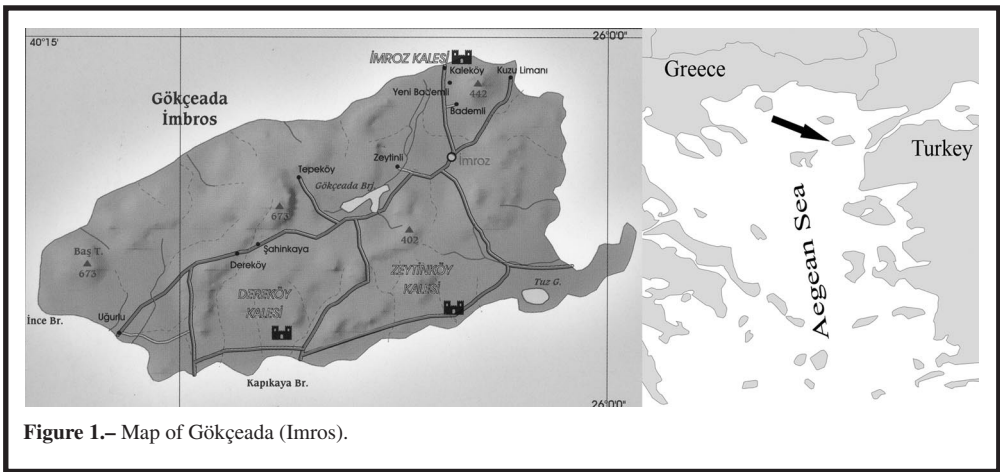 40°15'
26°0'0"
İMROZ KALESİ
Kaleköy
Kuzu Limanı
442
Yeni Bademli
Bademli
Gökçeada
İmbros
İmroz
Zeytinli
Tepeköy
Gökçeada Brj.
673
402
Şahinkaya
Dereköy
Baş T.
673
ZEYTİNKÖY
KALESİ
DEREKÖY
KALESİ
Tuz G.
İnce Br.
Uğurlu
Kapıkaya Br.
26°0'0"
Greece
Turkey
Aegean Sea
Figure 1.– Map of Gökçeada (Imros).